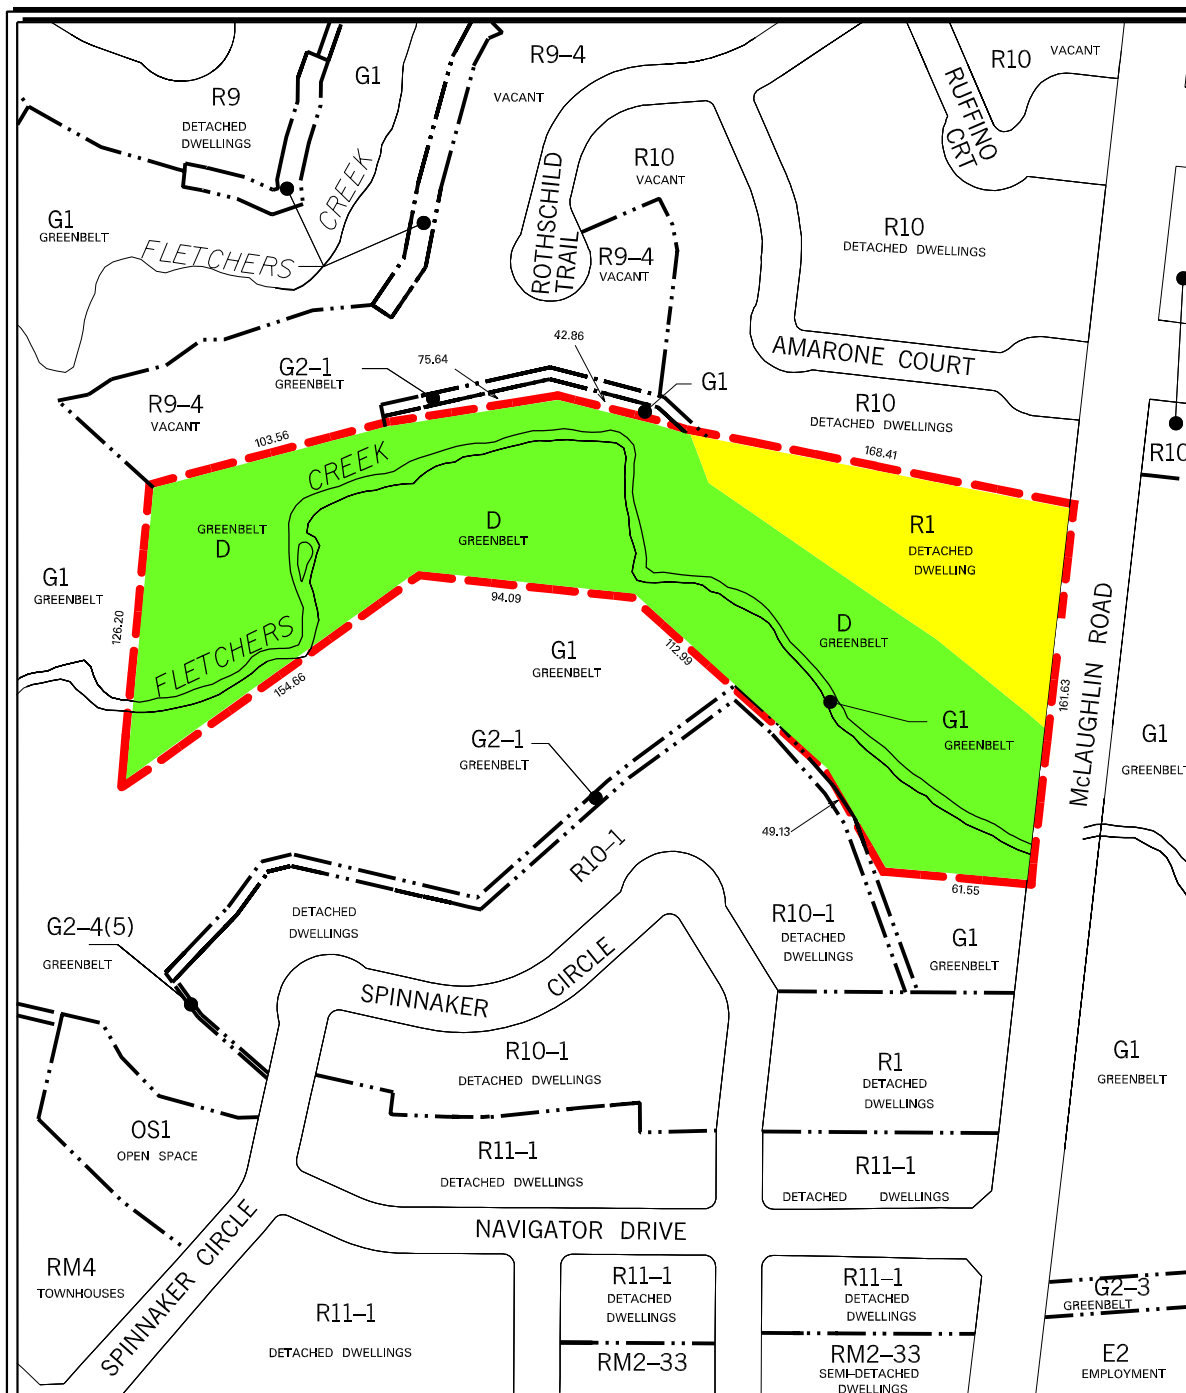 R9
DETACHED
DWELLINGS
G1
R9–4
VACANT
R10
VACANT
RUFFINO
CRT
CREEK
FLETCHERS
G1
GREENBELT
ROTHSCHILD
TRAIL
R10
VACANT
R9–4
VACANT
R10
DETACHED DWELLINGS
AMARONE COURT
42.86
75.64
G2–1
GREENBELT
G1
R9–4
VACANT
R10
DETACHED DWELLINGS
103.56
168.41
R10
CREEK
GREENBELT
D
D
GREENBELT
R1
DETACHED
DWELLING
G1
GREENBELT
126.20
94.09
FLETCHERS
154.66
112.99
D
GREENBELT
G1
GREENBELT
McLAUGHLIN ROAD
161.63
G1
GREENBELT
G1
GREENBELT
G2–1
GREENBELT
49.13
R10–1
61.55
DETACHED
DWELLINGS
G2–4(5)
GREENBELT
R10–1
DETACHED
DWELLINGS
G1
GREENBELT
SPINNAKER
CIRCLE
R10–1
DETACHED DWELLINGS
R1
DETACHED
DWELLINGS
G1
GREENBELT
OS1
OPEN SPACE
R11–1
DETACHED DWELLINGS
R11–1
DETACHED DWELLINGS
NAVIGATOR DRIVE
SPINNAKER CIRCLE
RM4
TOWNHOUSES
R11–1
DETACHED DWELLINGS
R11–1
DETACHED
DWELLINGS
RM2–33
R11–1
DETACHED
DWELLINGS
RM2–33
SEMI–DETACHED
DWELLINGS
G2–3
GREENBELT
E2
EMPLOYMENT